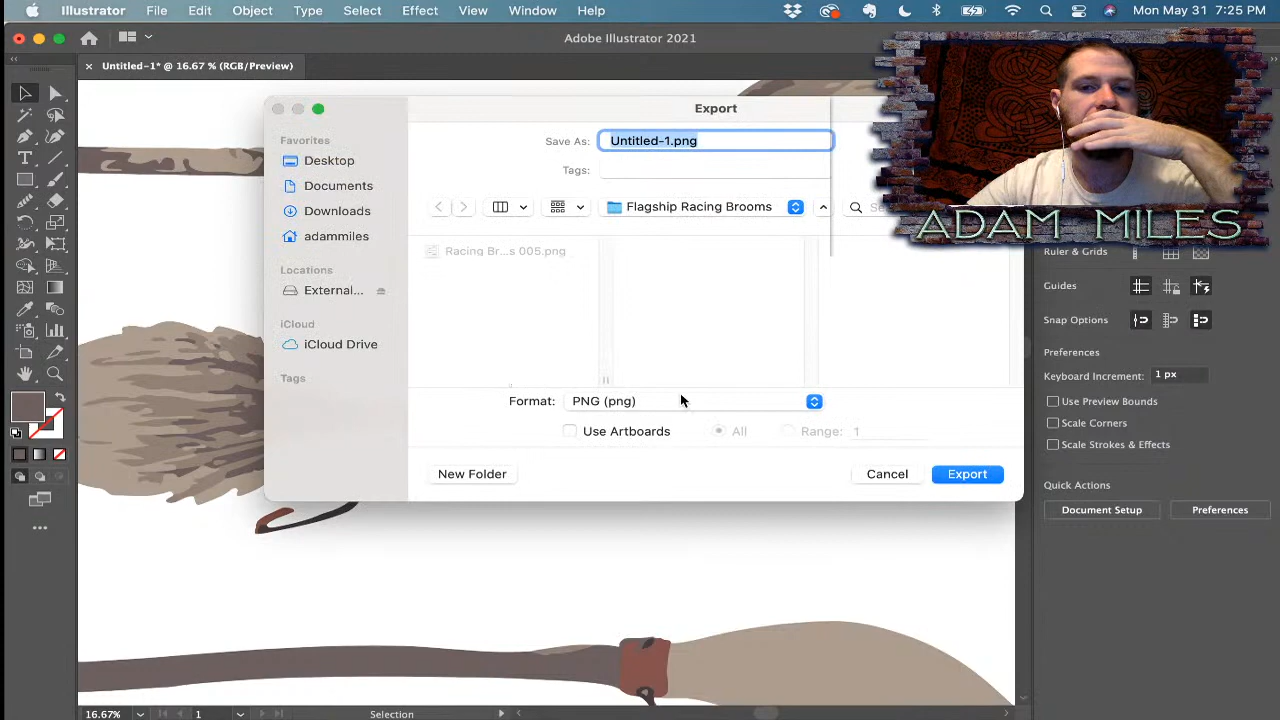 Illustrator File Edit Object Type Select Effect View Window Help Mon May 31 7:25 PM
Adobe Illustrator 2021
Untitled-1* @ 16.67 % (RGB/Preview)
Export
Favorites
Save As: Untitled-1.png
Desktop
Tags:
Documents
Flagship Racing Brooms
Downloads
ADAM MILES
adammiles
Racing Br...s 005.png
Ruler & Grids
Locations
External...
Guides
iCloud
Snap Options
iCloud Drive
Preferences
Tags
Keyboard Increment: 1 px
Format: PNG (png)
Use Preview Bounds
Use Artboards All Range: 1
Scale Corners
Scale Strokes & Effects
New Folder Cancel Export
Quick Actions
Document Setup Preferences
16.67% 1 Selection